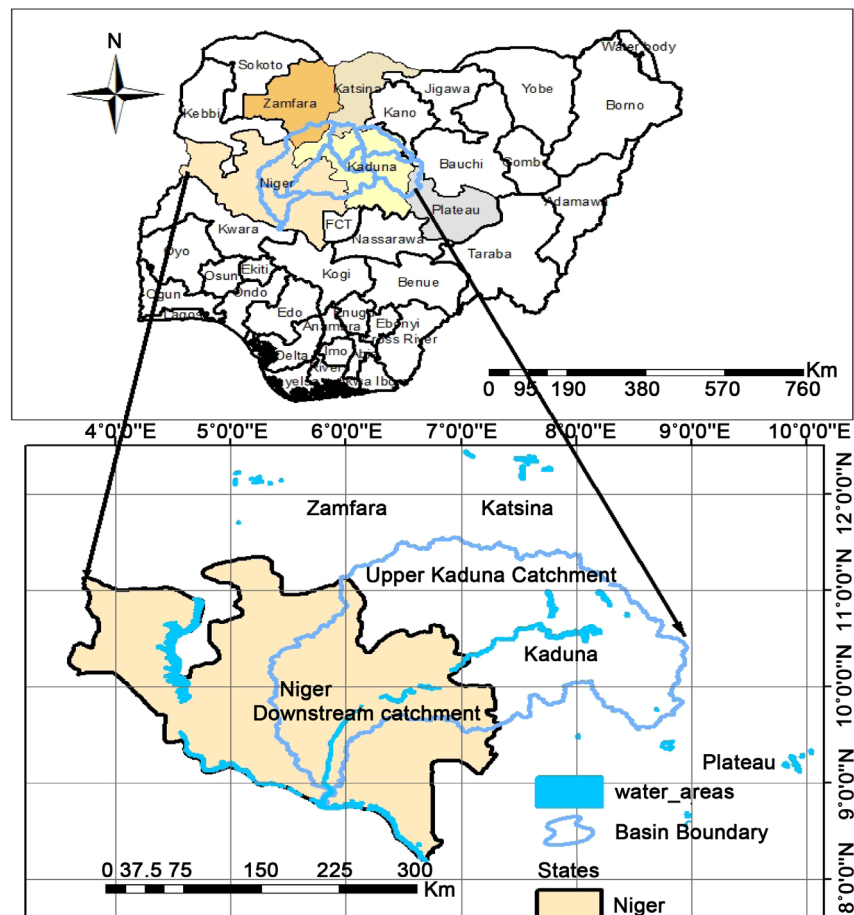 N
Water body
Sokoto
Katsina
Jigawa
Yobe
Zamfara
Borno
Kebbi
Kano
Kaduna
Bauchi
Gombe
Niger
Plateau
Adamawa
Kwara
FCT
Nassarawa
Oyo
Taraba
Ekiti
Osun
Kogi
Benue
Ogun
Ondo
Edo
Enugu
Lagos
Anambra
Ebonyi
Cross River
Delta
Imo
Abia
Rivers
Bayelsa
Akwa Ibom
Km
0 95 190 380 570 760
4°0'0"E 5°0'0"E 6°0'0"E 7°0'0"E 8°0'0"E 9°0'0"E 10°0'0"E
12°0'0"N
11°0'0"N
10°0'0"N
9°0'0"N
8°0'0"N
Zamfara
Katsina
Upper Kaduna Catchment
Kaduna
Niger
Downstream catchment
Plateau
water_areas
Basin Boundary
States
Niger
0 37.5 75 150 225 300
Km